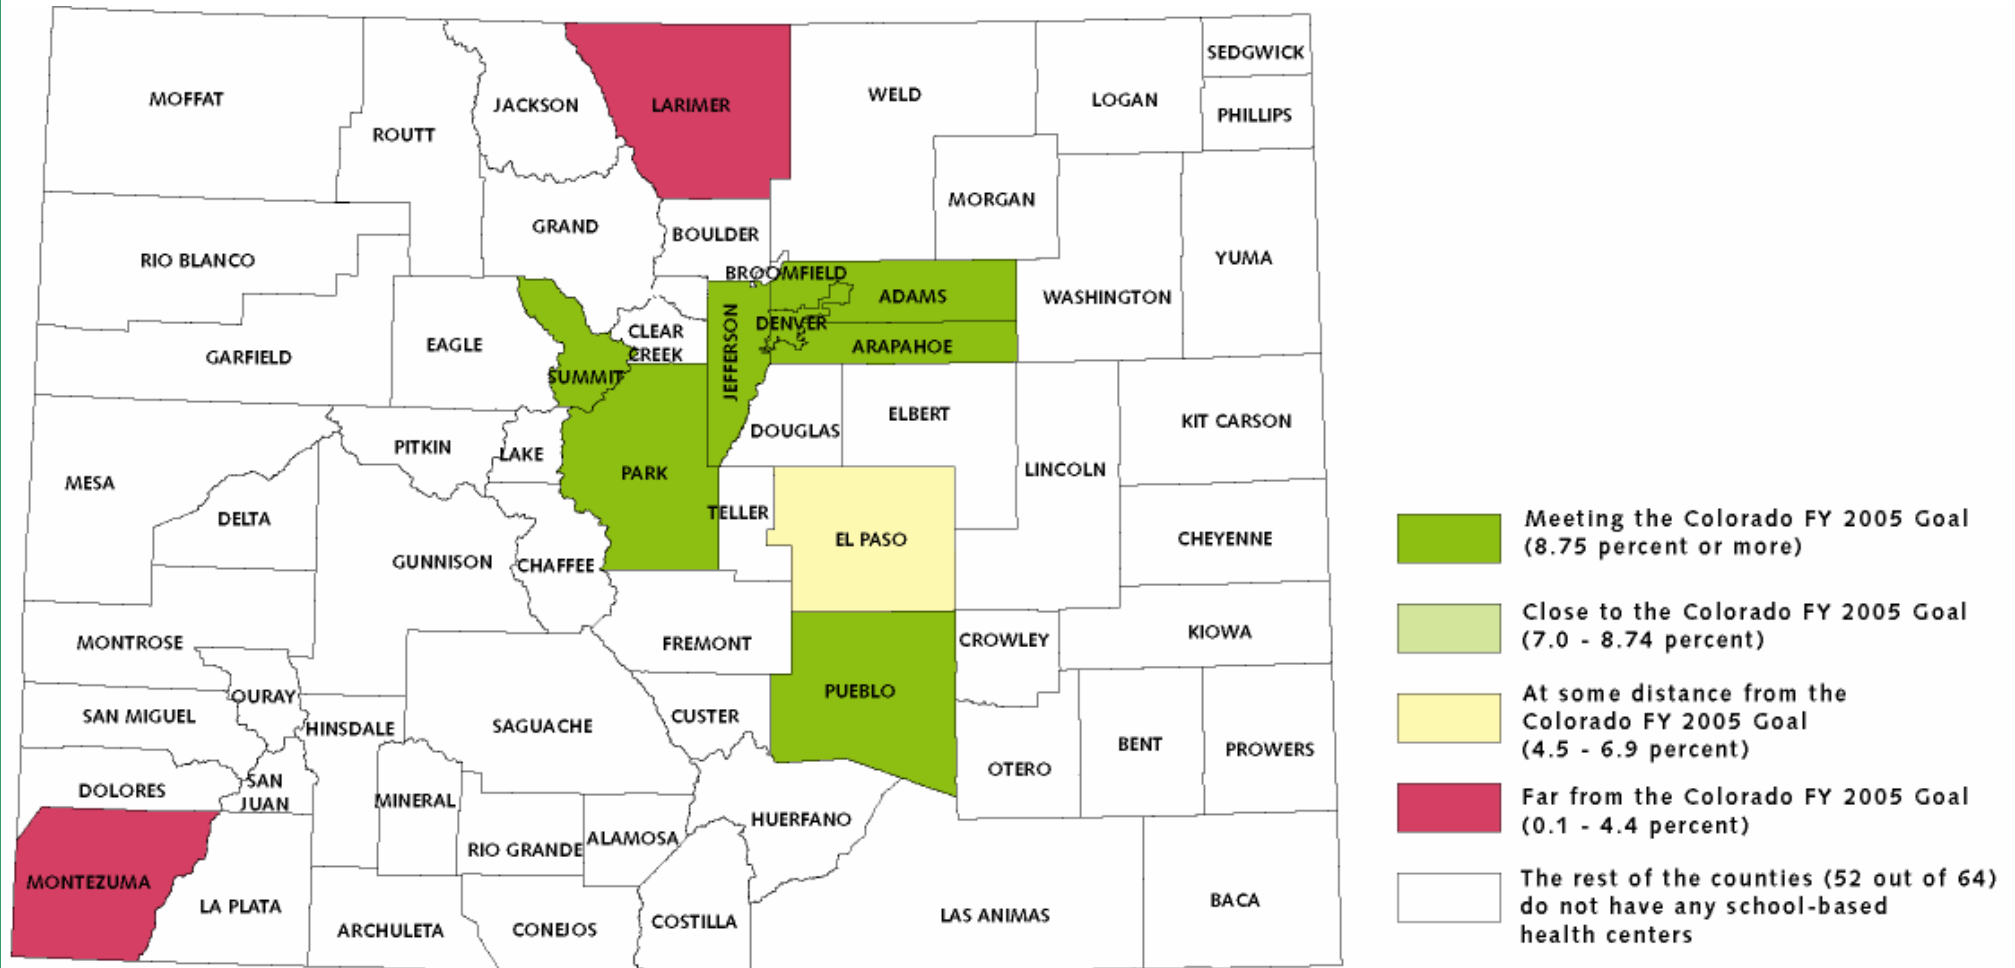 SEDGWICK
MOFFAT
JACKSON
LARIMER
WELD
LOGAN
PHILLIPS
ROUTT
MORGAN
GRAND
BOULDER
RIO BLANCO
YUMA
BROOMFIELD
ADAMS
WASHINGTON
DENVER
CLEAR
CREEK
JEFFERSON
EAGLE
GARFIELD
ARAPAHOE
SUMMIT
ELBERT
KIT CARSON
DOUGLAS
PITKIN
LAKE
PARK
LINCOLN
MESA
TELLER
DELTA
EL PASO
CHEYENNE
GUNNISON
CHAFFEE
KIOWA
CROWLEY
MONTROSE
FREMONT
PUEBLO
OURAY
SAN MIGUEL
HINSDALE
SAGUACHE
CUSTER
BENT
PROWERS
OTERO
DOLORES
SAN
JUAN
MINERAL
HUERFANO
ALAMOSA
RIO GRANDE
MONTEZUMA
LA PLATA
ARCHULETA
CONEJOS
COSTILLA
LAS ANIMAS
BACA
Meeting the Colorado FY 2005 Goal
(8.75 percent or more)
Close to the Colorado FY 2005 Goal
(7.0 - 8.74 percent)
At some distance from the
Colorado FY 2005 Goal
(4.5 - 6.9 percent)
Far from the Colorado FY 2005 Goal
(0.1 - 4.4 percent)
The rest of the counties (52 out of 64)
do not have any school-based
health centers